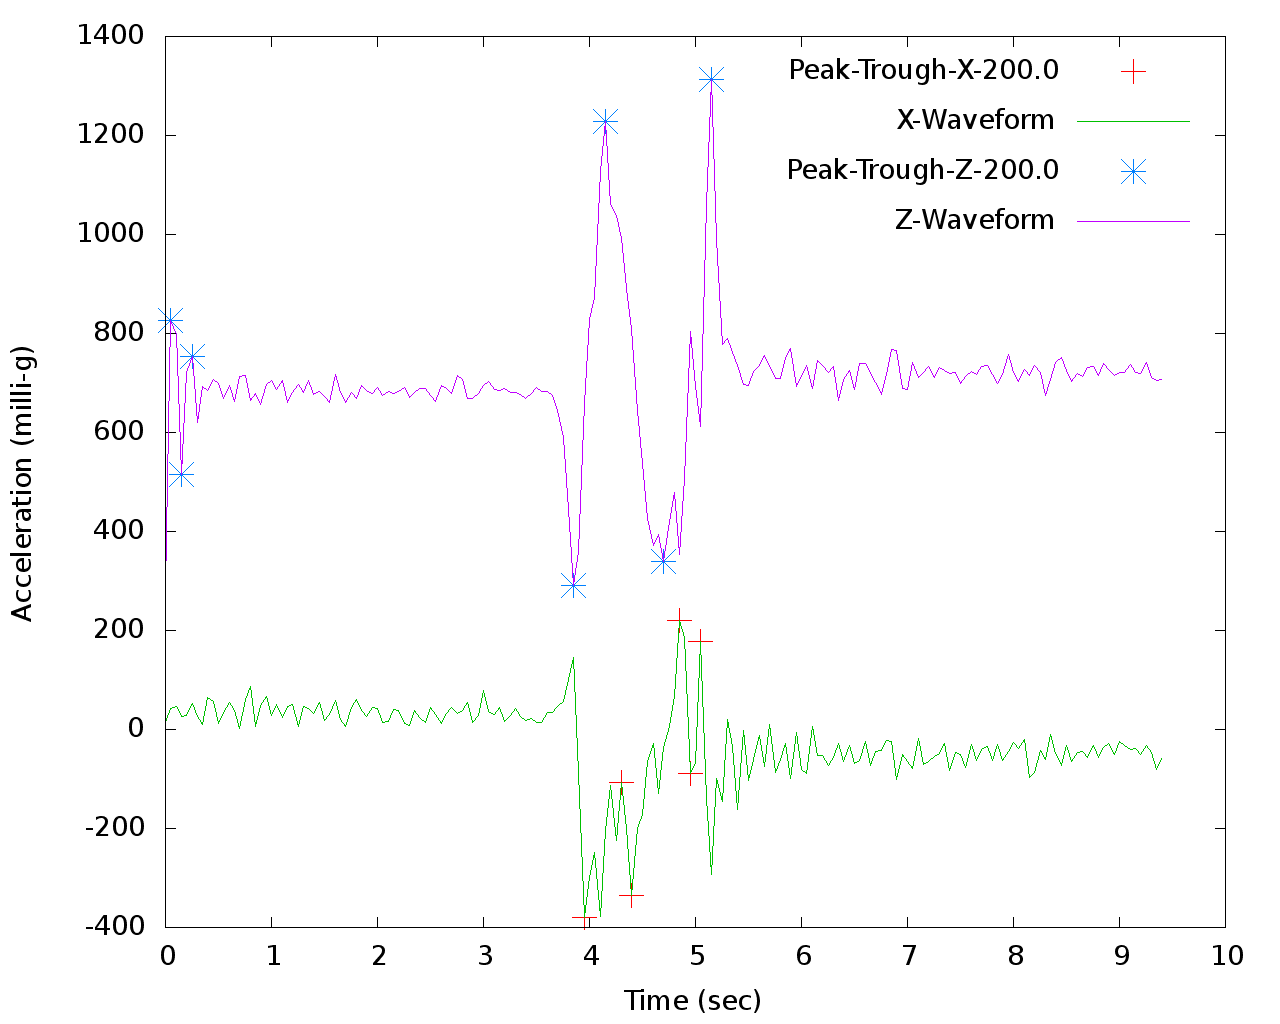 1400
1200
1000
800
600
400
200
0
-200
-400
Acceleration (milli-g)
Peak-Trough-X-200.0
X-Waveform
Peak-Trough-Z-200.0
Z-Waveform
0 1 2 3 4 5 6 7 8 9 10
Time (sec)